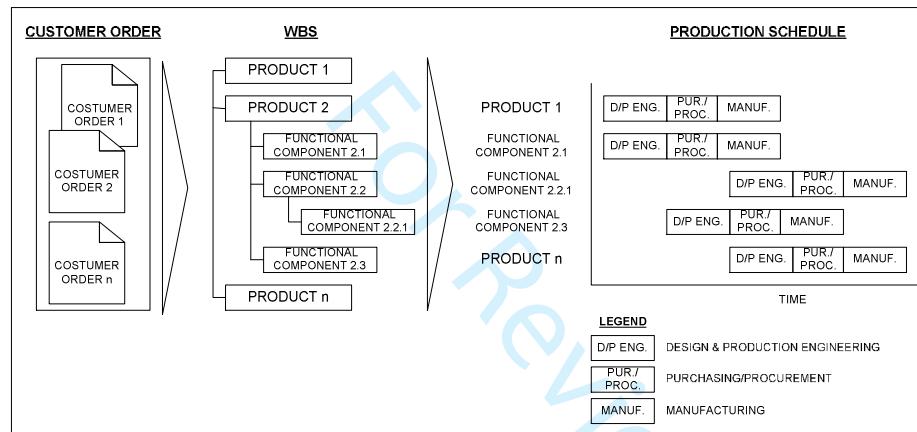 CUSTOMER ORDER
WBS
PRODUCTION SCHEDULE
COSTUMER
ORDER 1
COSTUMER
ORDER 2
COSTUMER
ORDER n
PRODUCT 1
PRODUCT 2
FUNCTIONAL
COMPONENT 2.1
FUNCTIONAL
COMPONENT 2.2
FUNCTIONAL
COMPONENT 2.2.1
FUNCTIONAL
COMPONENT 2.3
PRODUCT n
PRODUCT 1
FUNCTIONAL
COMPONENT 2.1
FUNCTIONAL
COMPONENT 2.2.1
FUNCTIONAL
COMPONENT 2.3
PRODUCT n
D/P ENG.
PUR./
PROC.
MANUF.
D/P ENG.
PUR./
PROC.
MANUF.
D/P ENG.
PUR./
PROC.
MANUF.
D/P ENG.
PUR./
PROC.
MANUF.
D/P ENG.
PUR./
PROC.
MANUF.
TIME
LEGEND
D/P ENG.
DESIGN & PRODUCTION ENGINEERING
PUR./
PROC.
PURCHASING/PROCUREMENT
MANUF.
MANUFACTURING
For Revie